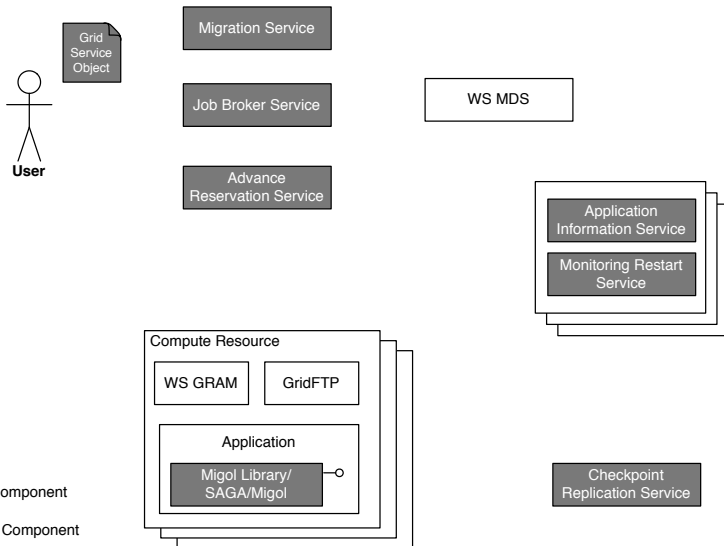 Grid
Service
Object
Migration Service
Job Broker Service
WS MDS
User
Advance
Reservation Service
Application
Information Service
Monitoring Restart
Service
Compute Resource
WS GRAM
GridFTP
Application
Migol Library/
SAGA/Migol
Checkpoint
Replication Service
Component